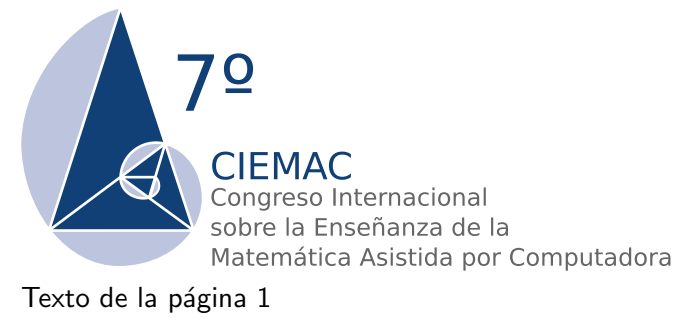 7º
CIEMAC
Congreso Internacional
sobre la Enseñanza de la
Matemática Asistida por Computadora
Texto de la página 1